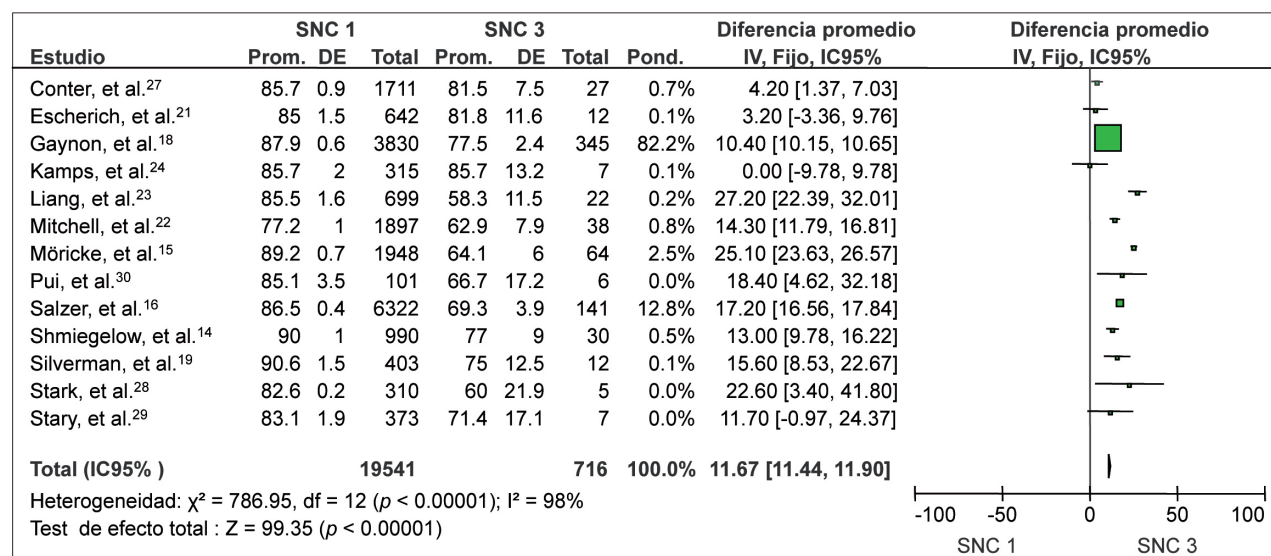 SNC 1 SNC 3 Diferencia promedio Diferencia promedio
Estudio Prom. DE Total Prom. DE Total Pond. IV, Fijo, IC95% IV, Fijo, IC95%
Conter, et al.27 85.7 0.9 1711 81.5 7.5 27 0.7% 4.20 [1.37, 7.03]
Escherich, et al.21 85 1.5 642 81.8 11.6 12 0.1% 3.20 [-3.36, 9.76]
Gaynon, et al.18 87.9 0.6 3830 77.5 2.4 345 82.2% 10.40 [10.15, 10.65]
Kamps, et al.24 85.7 2 315 85.7 13.2 7 0.1% 0.00 [-9.78, 9.78]
Liang, et al.23 85.5 1.6 699 58.3 11.5 22 0.2% 27.20 [22.39, 32.01]
Mitchell, et al.22 77.2 1 1897 62.9 7.9 38 0.8% 14.30 [11.79, 16.81]
Möricke, et al.15 89.2 0.7 1948 64.1 6 64 2.5% 25.10 [23.63, 26.57]
Pui, et al.30 85.1 3.5 101 66.7 17.2 6 0.0% 18.40 [4.62, 32.18]
Salzer, et al.16 86.5 0.4 6322 69.3 3.9 141 12.8% 17.20 [16.56, 17.84]
Shmiegelow, et al.14 90 1 990 77 9 30 0.5% 13.00 [9.78, 16.22]
Silverman, et al.19 90.6 1.5 403 75 12.5 12 0.1% 15.60 [8.53, 22.67]
Stark, et al.28 82.6 0.2 310 60 21.9 5 0.0% 22.60 [3.40, 41.80]
Stary, et al.29 83.1 1.9 373 71.4 17.1 7 0.0% 11.70 [-0.97, 24.37]
Total (IC95% ) 19541 716 100.0% 11.67 [11.44, 11.90]
Heterogeneidad: χ² = 786.95, df = 12 (p < 0.00001); I² = 98%
Test de efecto total : Z = 99.35 (p < 0.00001)
-100 -50 0 50 100
SNC 1 SNC 3